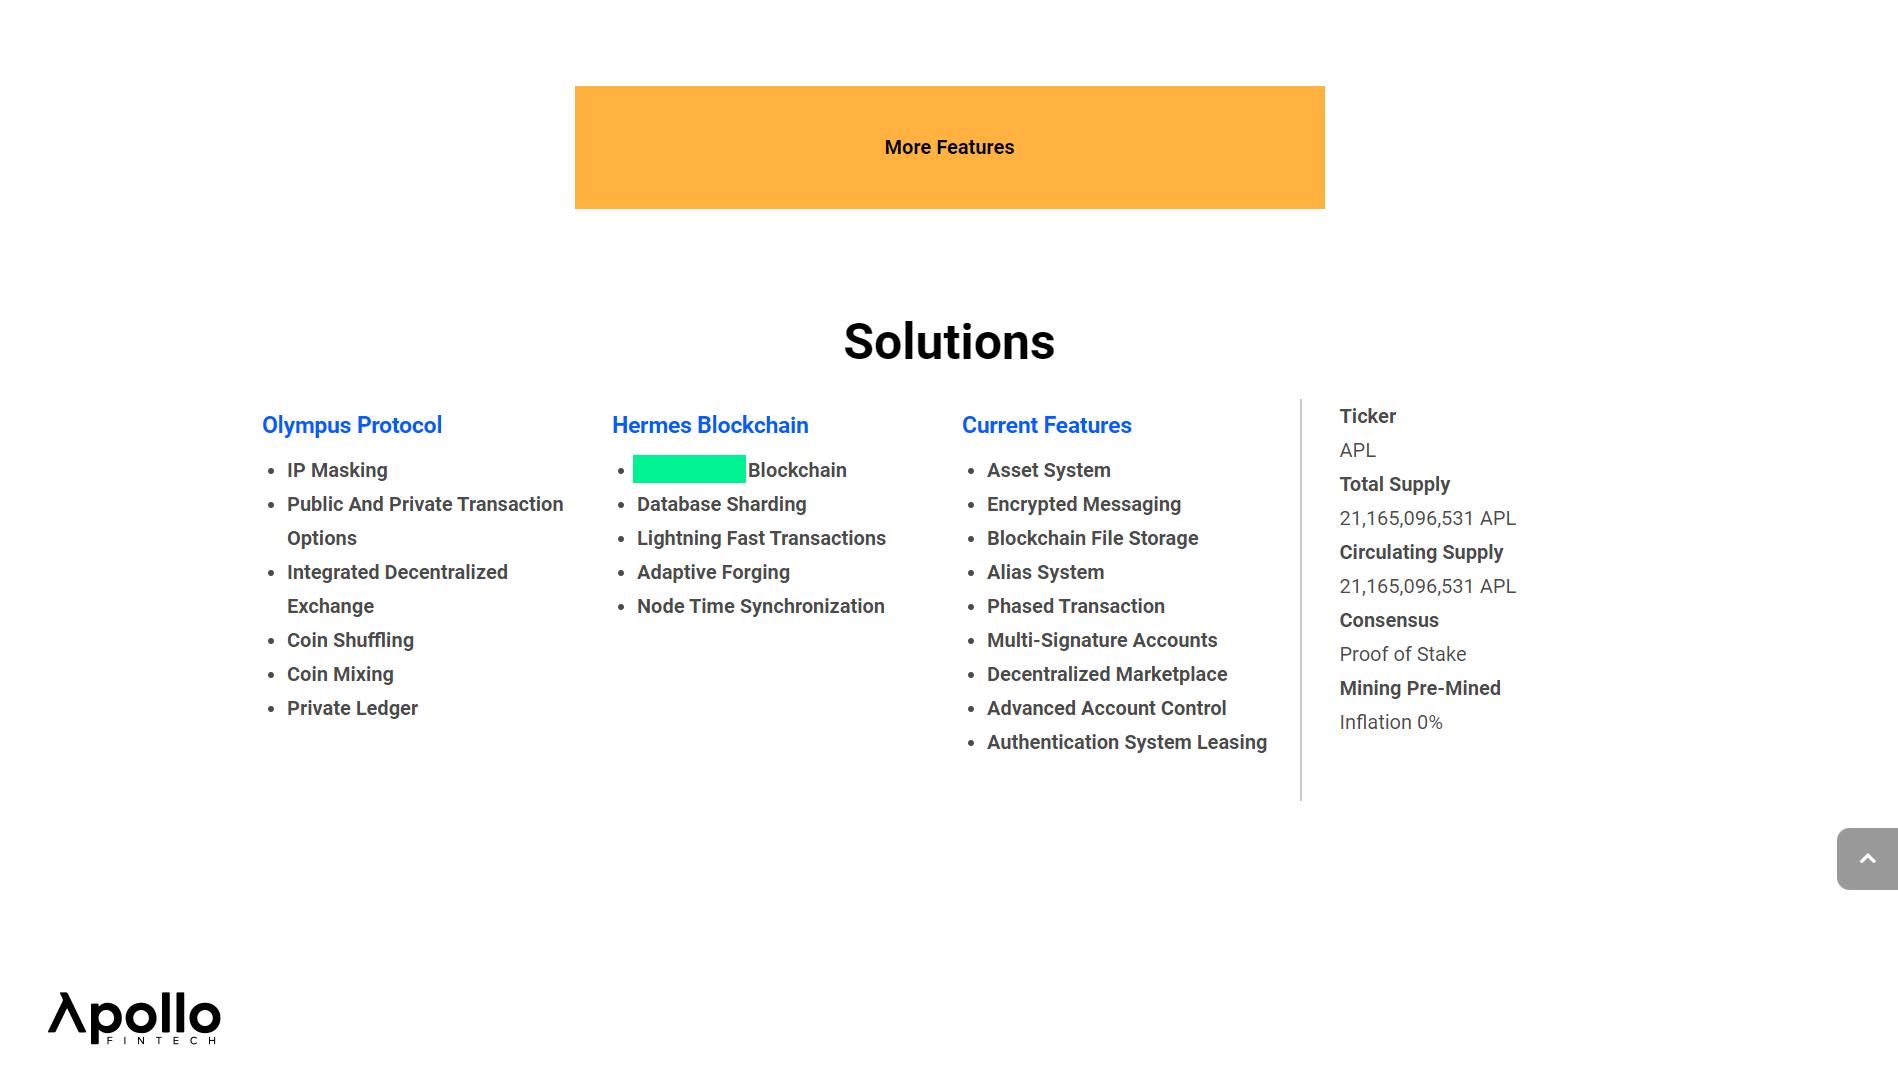 More Features
Solutions
Olympus Protocol
IP Masking
Public And Private Transaction
Options
Integrated Decentralized
Exchange
Coin Shuffling
Coin Mixing
Private Ledger
Hermes Blockchain
Blockchain
Database Sharding
Lightning Fast Transactions
Adaptive Forging
Node Time Synchronization
Current Features
Asset System
Encrypted Messaging
Blockchain File Storage
Alias System
Phased Transaction
Multi-Signature Accounts
Decentralized Marketplace
Advanced Account Control
Authentication System Leasing
Ticker
APL
Total Supply
21,165,096,531 APL
Circulating Supply
21,165,096,531 APL
Consensus
Proof of Stake
Mining Pre-Mined
Inflation 0%
Apollo
FINTECH